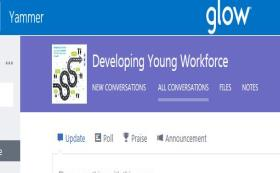 Yammer glow
Developing Young Workforce
NEW CONVERSATIONS ALL CONVERSATIONS FILES NOTES
Update Poll Praise Announcement